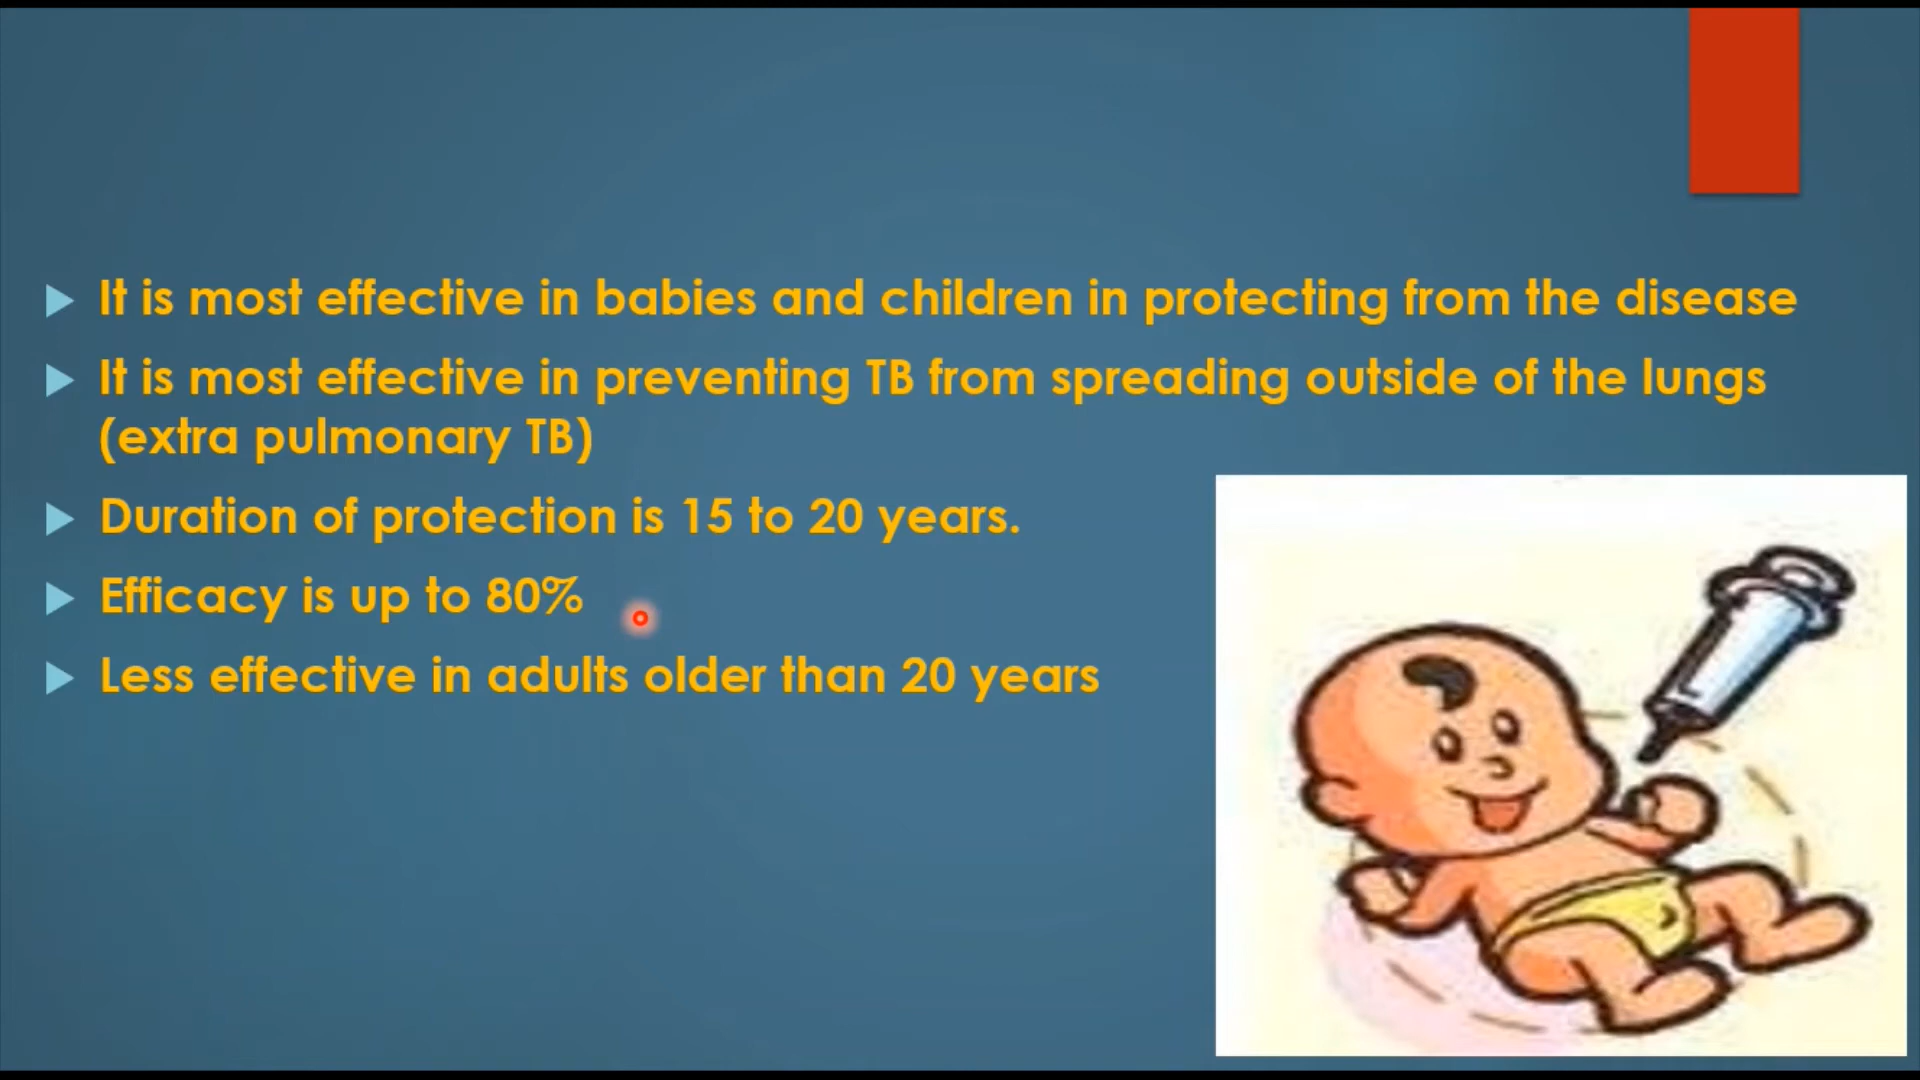 It is most effective in babies and children in protecting from the disease
It is most effective in preventing TB from spreading outside of the lungs
(extra pulmonary TB)
Duration of protection is 15 to 20 years.
Efficacy is up to 80%
Less effective in adults older than 20 years